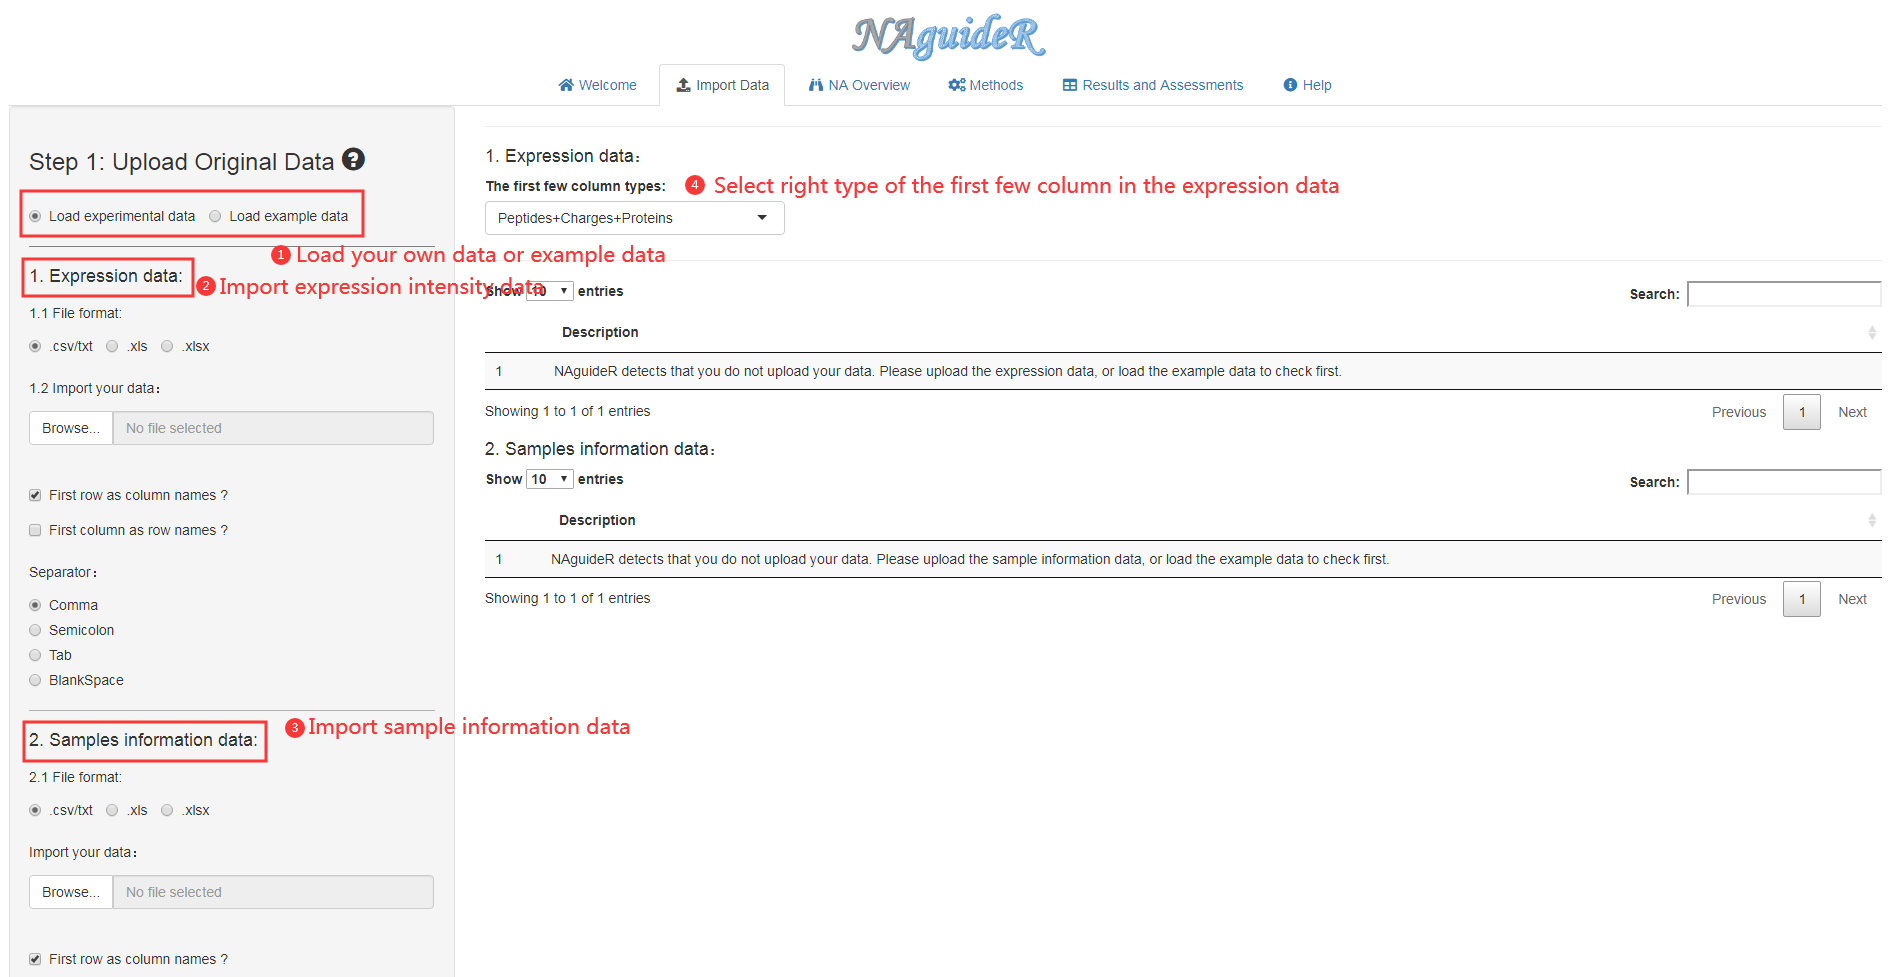 NAguideR
Welcome
Import Data
NA Overview
Methods
Results and Assessments
Help
Step 1: Upload Original Data
Load experimental data
Load example data
1 Load your own data or example data
1. Expression data:
2 Import expression intensity data
1.1 File format:
.csv/txt .xls .xlsx
1.2 Import your data：
Browse... No file selected
First row as column names ?
First column as row names ?
Separator：
Comma
Semicolon
Tab
BlankSpace
2. Samples information data:
3 Import sample information data
2.1 File format:
.csv/txt .xls .xlsx
Import your data：
Browse... No file selected
First row as column names ?
1. Expression data：
The first few column types:
4 Select right type of the first few column in the expression data
Peptides+Charges+Proteins
Show 10 entries
Search:
Description
1 NAguideR detects that you do not upload your data. Please upload the expression data, or load the example data to check first.
Showing 1 to 1 of 1 entries
Previous 1 Next
2. Samples information data：
Show 10 entries
Search:
Description
1 NAguideR detects that you do not upload your data. Please upload the sample information data, or load the example data to check first.
Showing 1 to 1 of 1 entries
Previous 1 Next